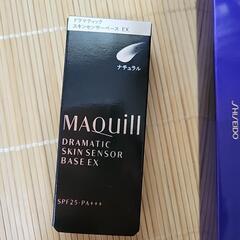 ドラマティック
スキンセンサーベース EX
ナチュラル
MAQuill
DRAMATIC
SKIN SENSOR
BASE EX
SPF25・PA+++
SHISEIDO